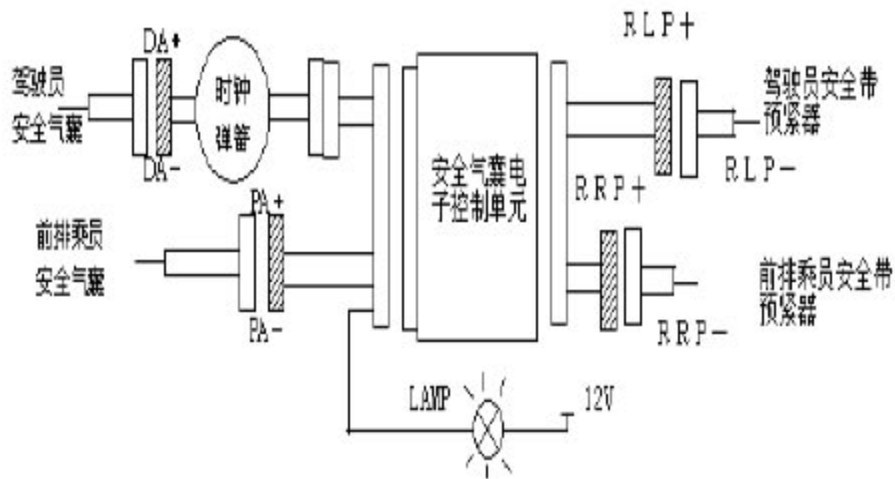 RLP+
DA+
驾驶员
安全气囊
时钟
弹簧
驾驶员安全带
预紧器
DA-
安全气囊电
子控制单元
RRP+
RLP-
PA+
前排乘员
安全气囊
前排乘员安全带
预紧器
PA-
RRP-
LAMP
12V